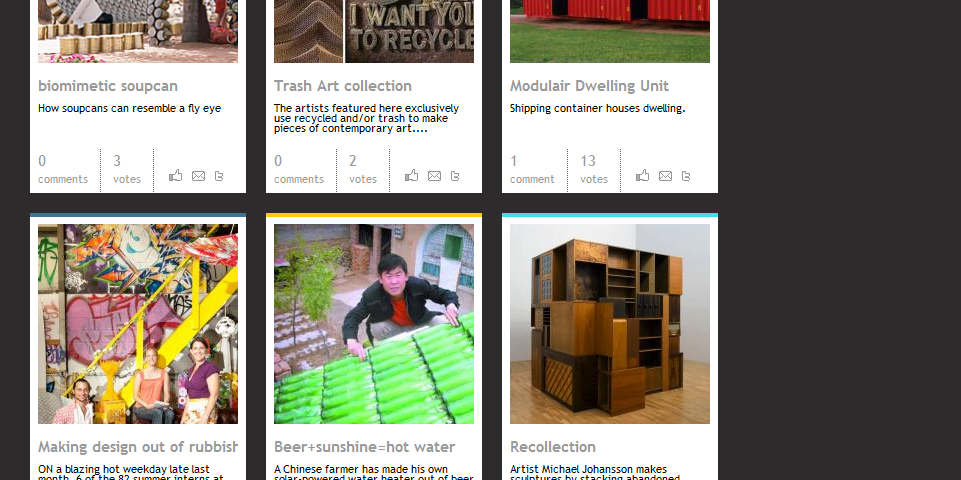 I WANT YOU
TO RECYCLE
biomimetic soupcan
How soupcans can resemble a fly eye
0
comments
3
votes
Trash Art collection
The artists featured here exclusively
use recycled and/or trash to make
pieces of contemporary art....
0
comments
2
votes
Modulair Dwelling Unit
Shipping container houses dwelling.
1
comment
13
votes
Making design out of rubbish
ON a blazing hot weekday late last
month, 6 of the 82 summer interns at
Beer+sunshine=hot water
A Chinese farmer has made his own
solar-powered water heater out of beer
Recollection
Artist Michael Johansson makes
sculptures by stacking abandoned